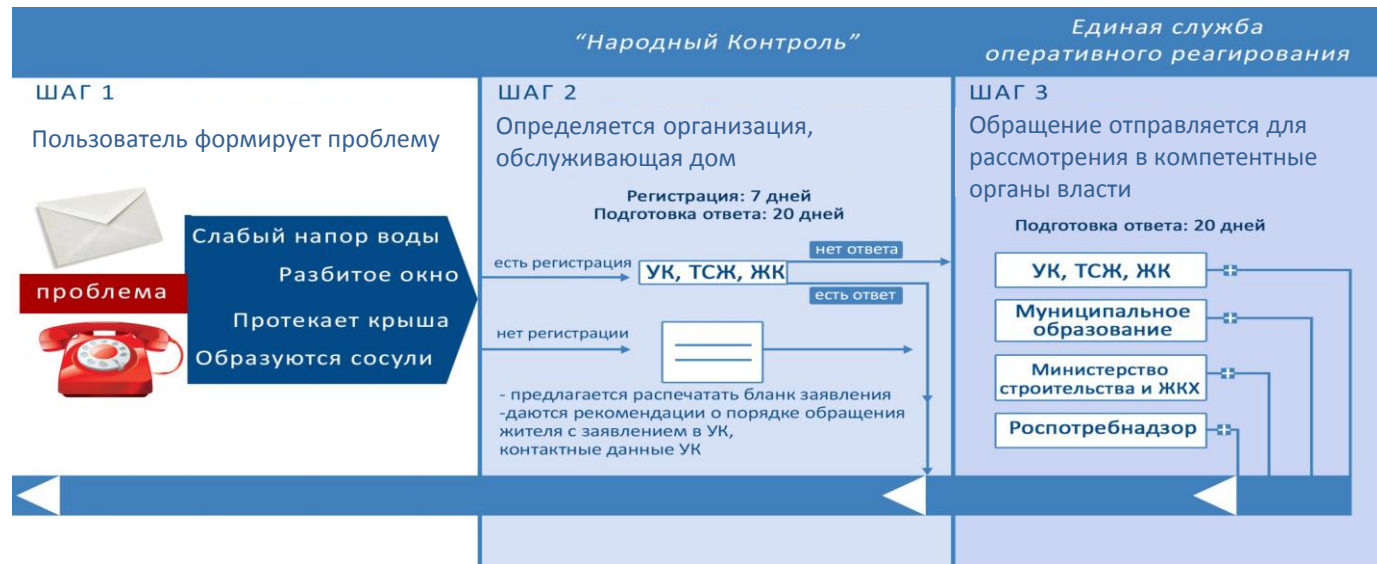 “Народный Контроль”
Единая служба
оперативного реагирования
ШАГ 1
Пользователь формирует проблему
проблема
Слабый напор воды
Разбитое окно
Протекает крыша
Образуются сосули
ШАГ 2
Определяется организация,
обслуживающая дом
Регистрация: 7 дней
Подготовка ответа: 20 дней
есть регистрация
УК, ТСЖ, ЖК
нет ответа
есть ответ
нет регистрации
- предлагается распечатать бланк заявления
-даются рекомендации о порядке обращения
жителя с заявлением в УК,
контактные данные УК
ШАГ 3
Обращение отправляется для
рассмотрения в компетентные
органы власти
Подготовка ответа: 20 дней
УК, ТСЖ, ЖК
Муниципальное
образование
Министерство
строительства и ЖКХ
Роспотребнадзор